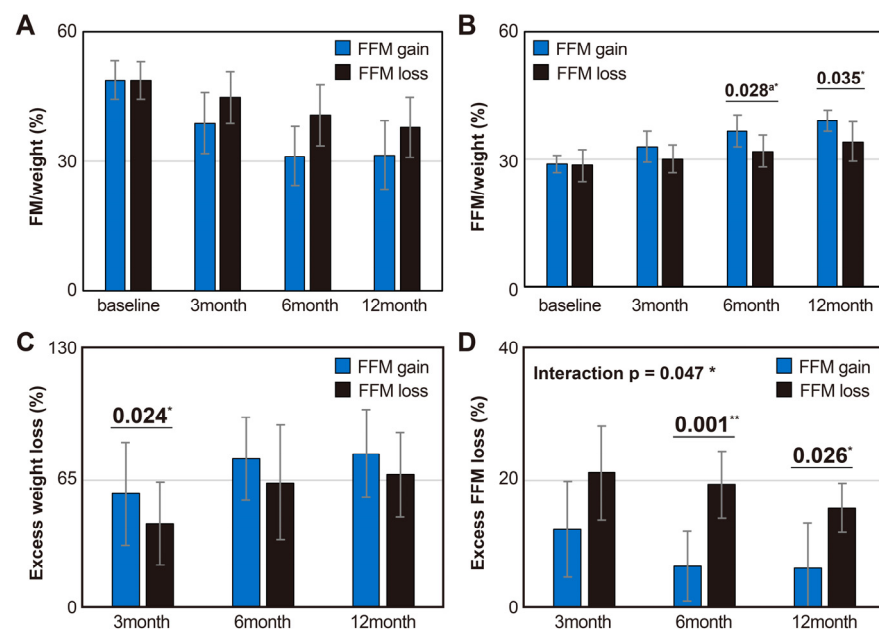 A
60
FFM gain
FFM loss
FM/weight (%)
30
0
baseline 3month 6month 12month
B
60
FFM gain
FFM loss
0.028ᵃ*
0.035*
FFM/weight (%)
30
0
baseline 3month 6month 12month
C
130
FFM gain
FFM loss
0.024*
Excess weight loss (%)
65
0
3month 6month 12month
D
40
Interaction p = 0.047 *
FFM gain
FFM loss
0.001**
0.026*
Excess FFM loss (%)
20
0
3month 6month 12month